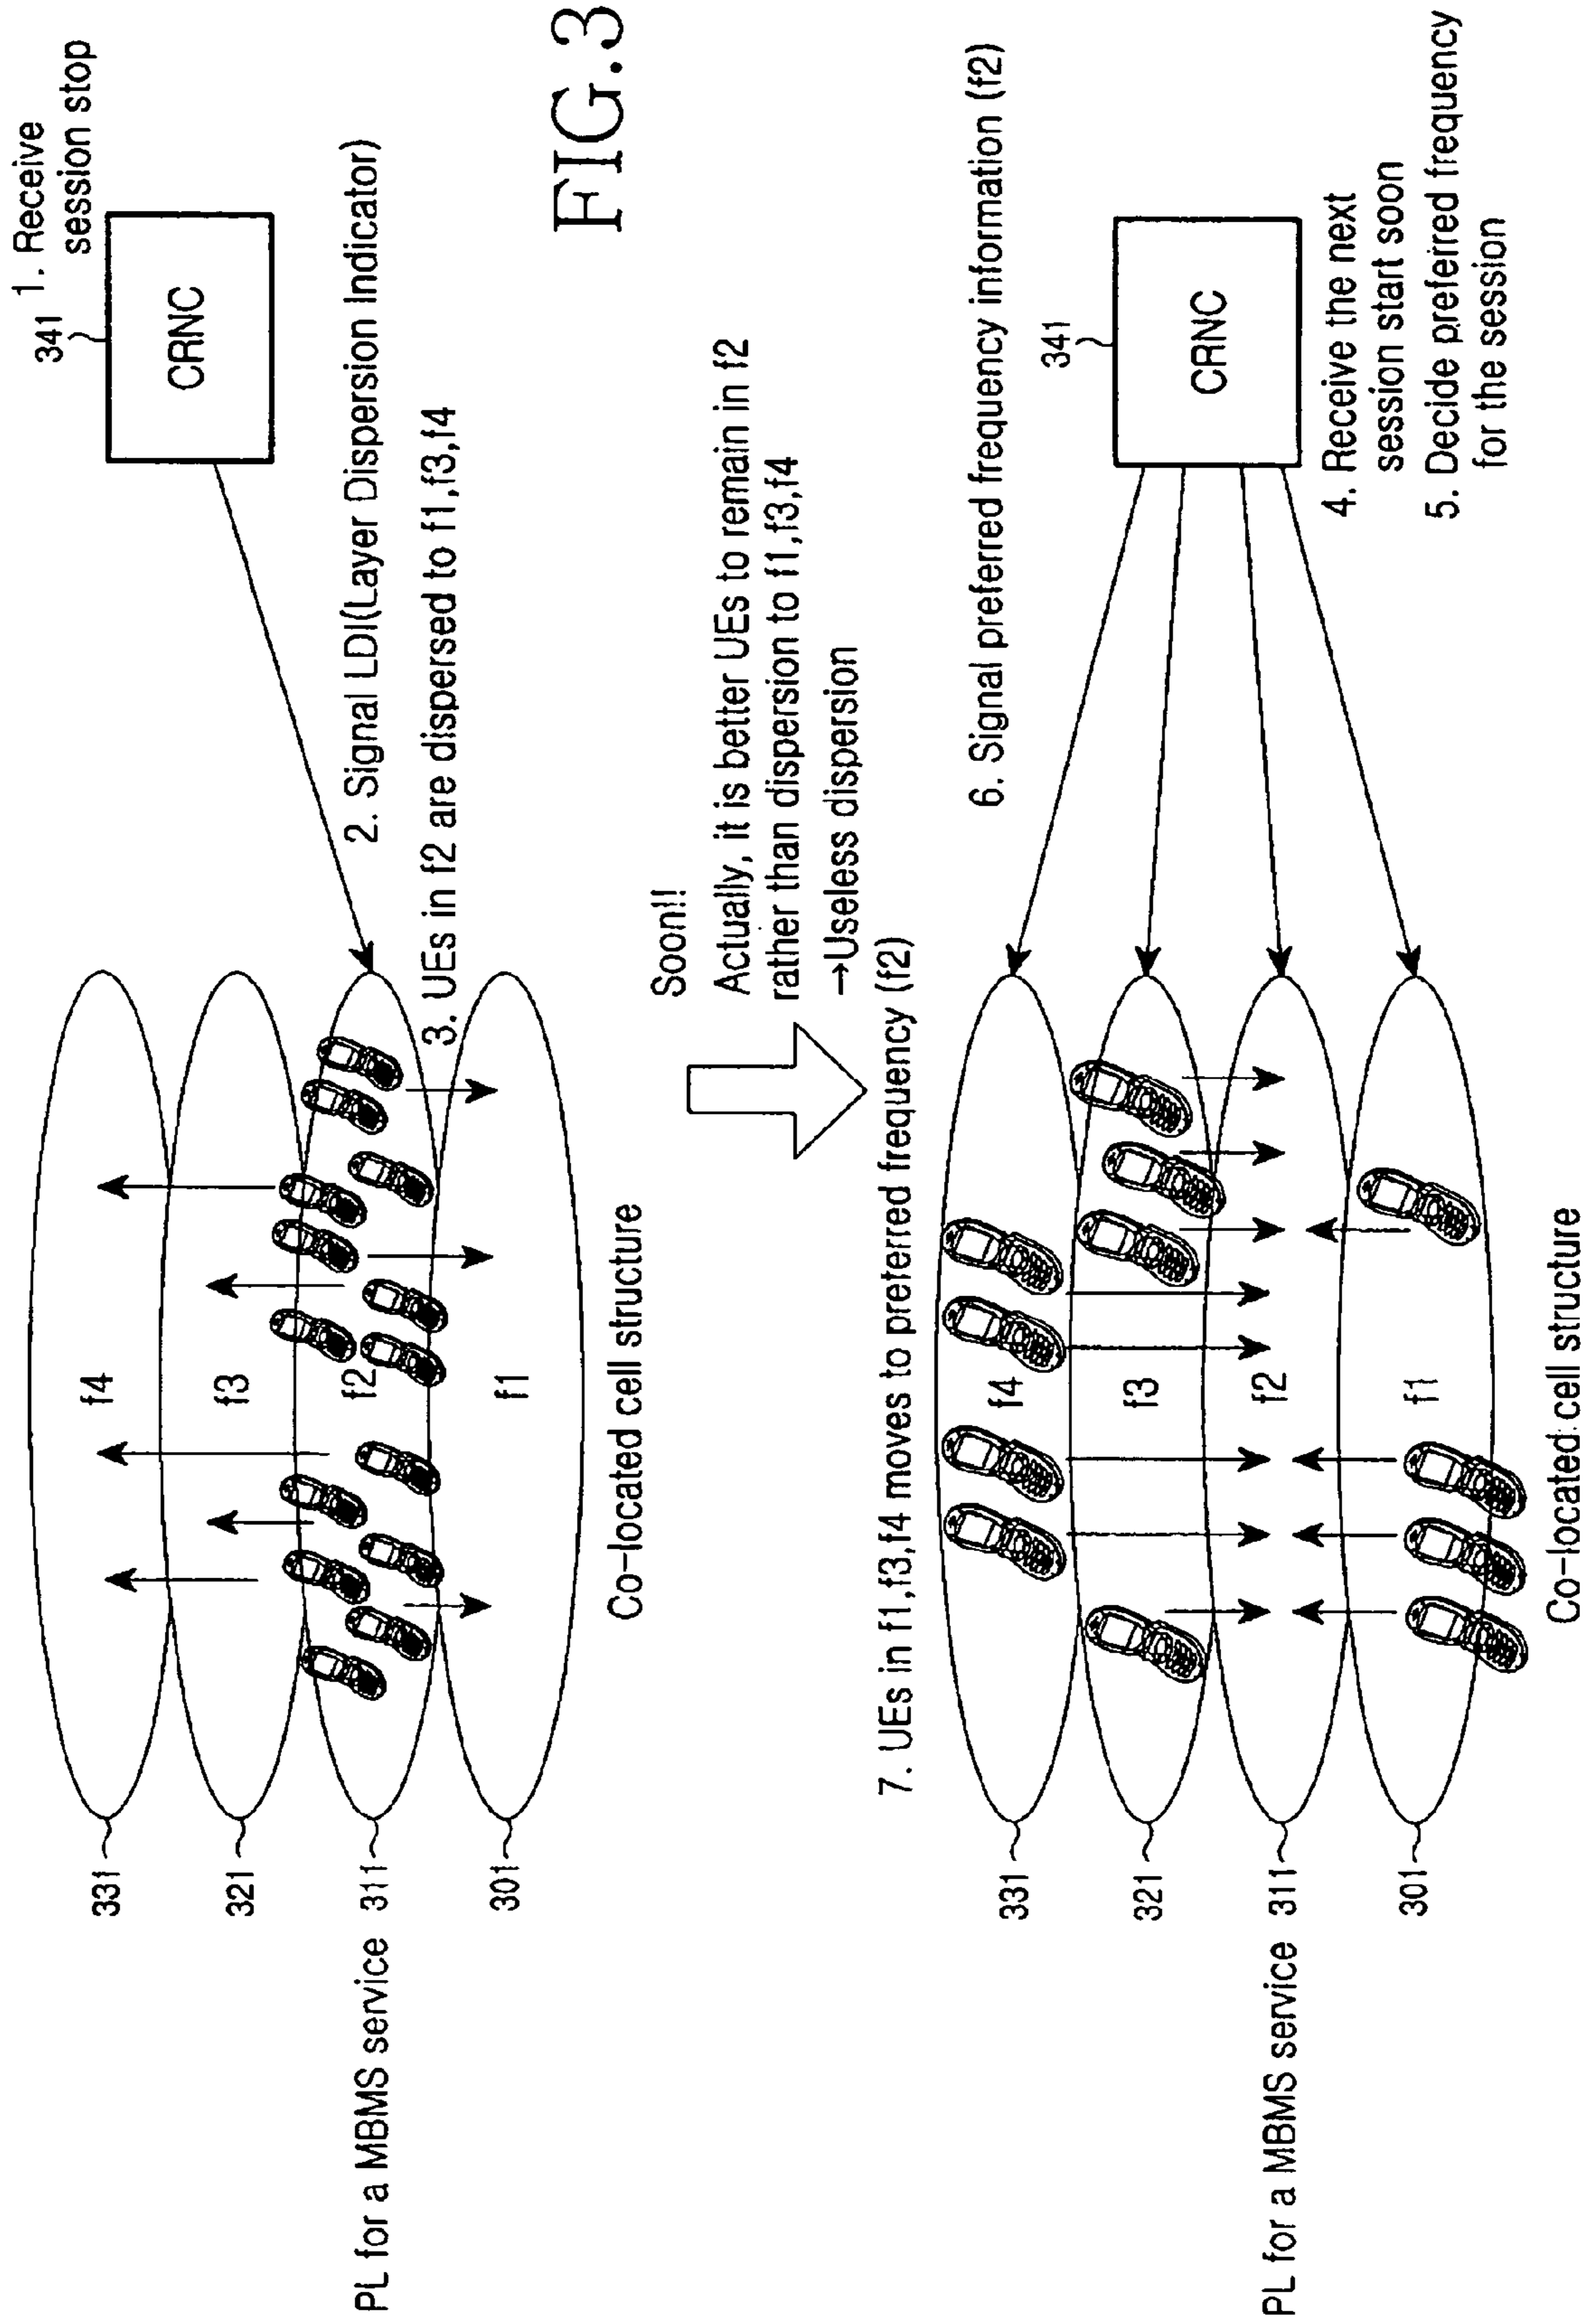 341
1. Receive
session stop
CRNC
2. Signal LDI(Layer Dispersion Indicator)
3. UEs in f2 are dispersed to f1,f3,f4
331
321
PL for a MBMS service 311
301
f4
f3
f2
f1
Co-located cell structure
FIG.3
Soon!!
Actually, it is better UEs to remain in f2
rather than dispersion to f1,f3,f4
→Useless dispersion
7. UEs in f1,f3,f4 moves to preferred frequency (f2)
6. Signal preferred frequency information (f2)
341
CRNC
4. Receive the next
session start soon
5. Decide preferred frequency
for the session
331
321
PL for a MBMS service 311
301
f4
f3
f2
f1
Co-located cell structure